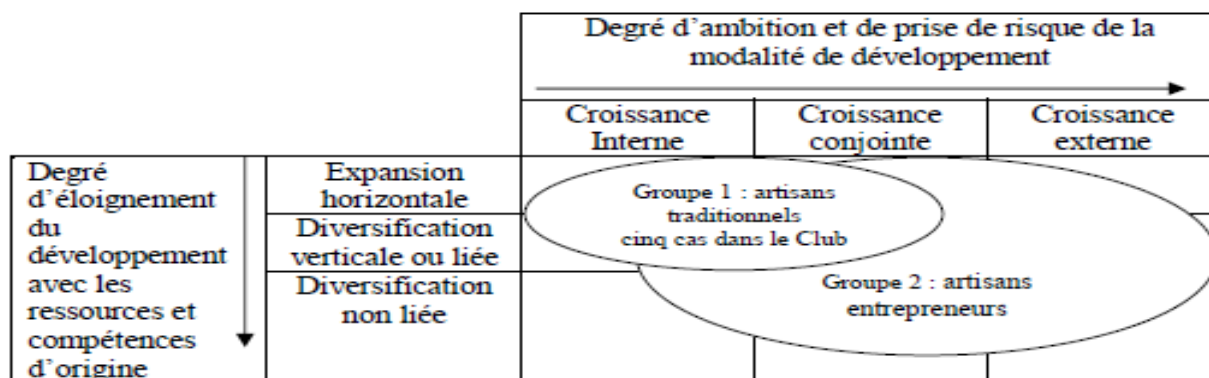 Degré d’ambition et de prise de risque de la
modalité de développement
Croissance
Interne
Croissance
conjointe
Croissance
externe
Degré
d’éloignement
du
développement
avec les
ressources et
compétences
d’origine
Expansion
horizontale
Diversification
verticale ou liée
Diversification
non liée
Groupe 1 : artisans
traditionnels
cinq cas dans le Club
Groupe 2 : artisans
entrepreneurs